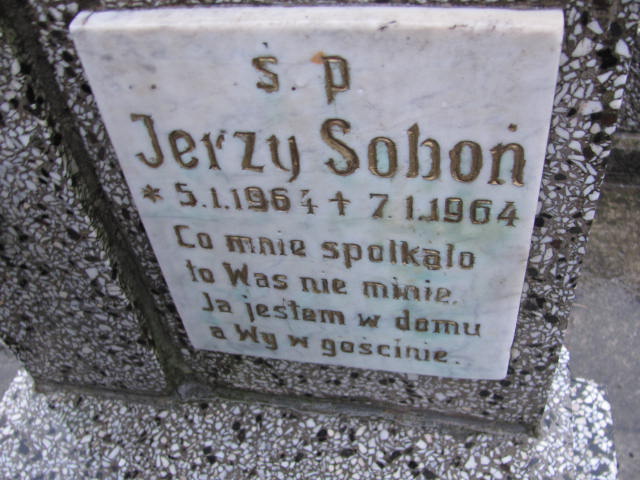 ś p
Jerzy Soboń
* 5.1.1964 + 7.1.1964
Co mnie spotkało
to Was nie minie.
Ja jestem w domu
a Wy w gościnie.